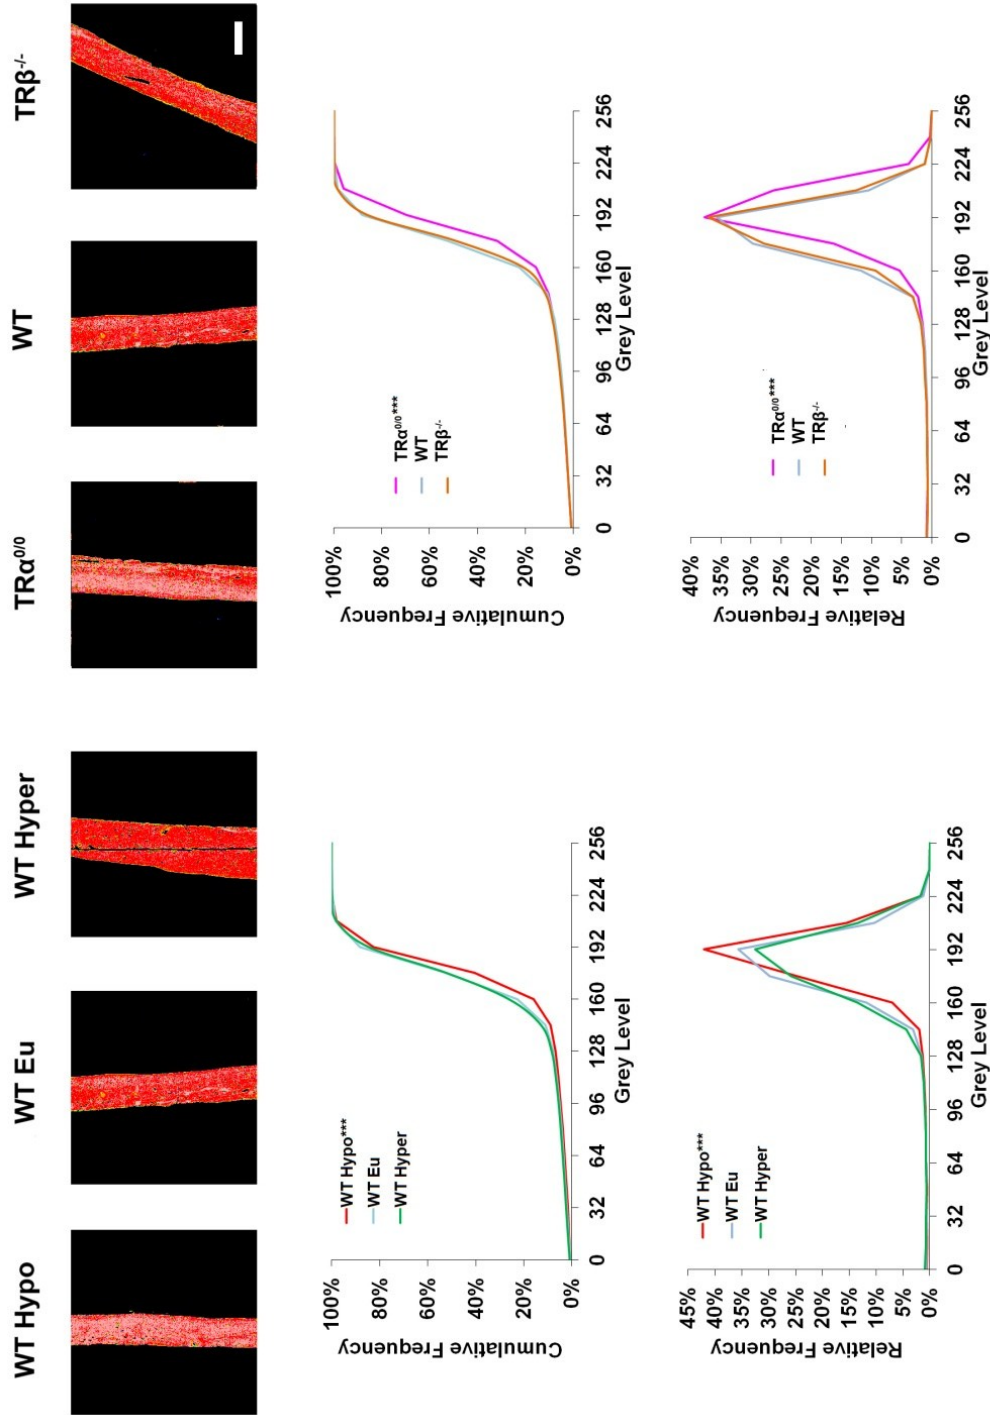 WT Hypo
WT Eu
WT Hyper
TRα0/0
WT
TRβ-/-
100%
80%
60%
40%
20%
0%
Cumulative Frequency
WT Hypo***
WT Eu
WT Hyper
0 32 64 96 128 160 192 224 256
Grey Level
100%
80%
60%
40%
20%
0%
Cumulative Frequency
TRα0/0***
WT
TRβ-/-
0 32 64 96 128 160 192 224 256
Grey Level
45%
40%
35%
30%
25%
20%
15%
10%
5%
0%
Relative Frequency
WT Hypo***
WT Eu
WT Hyper
0 32 64 96 128 160 192 224 256
Grey Level
40%
35%
30%
25%
20%
15%
10%
5%
0%
Relative Frequency
TRα0/0***
WT
TRβ-/-
0 32 64 96 128 160 192 224 256
Grey Level